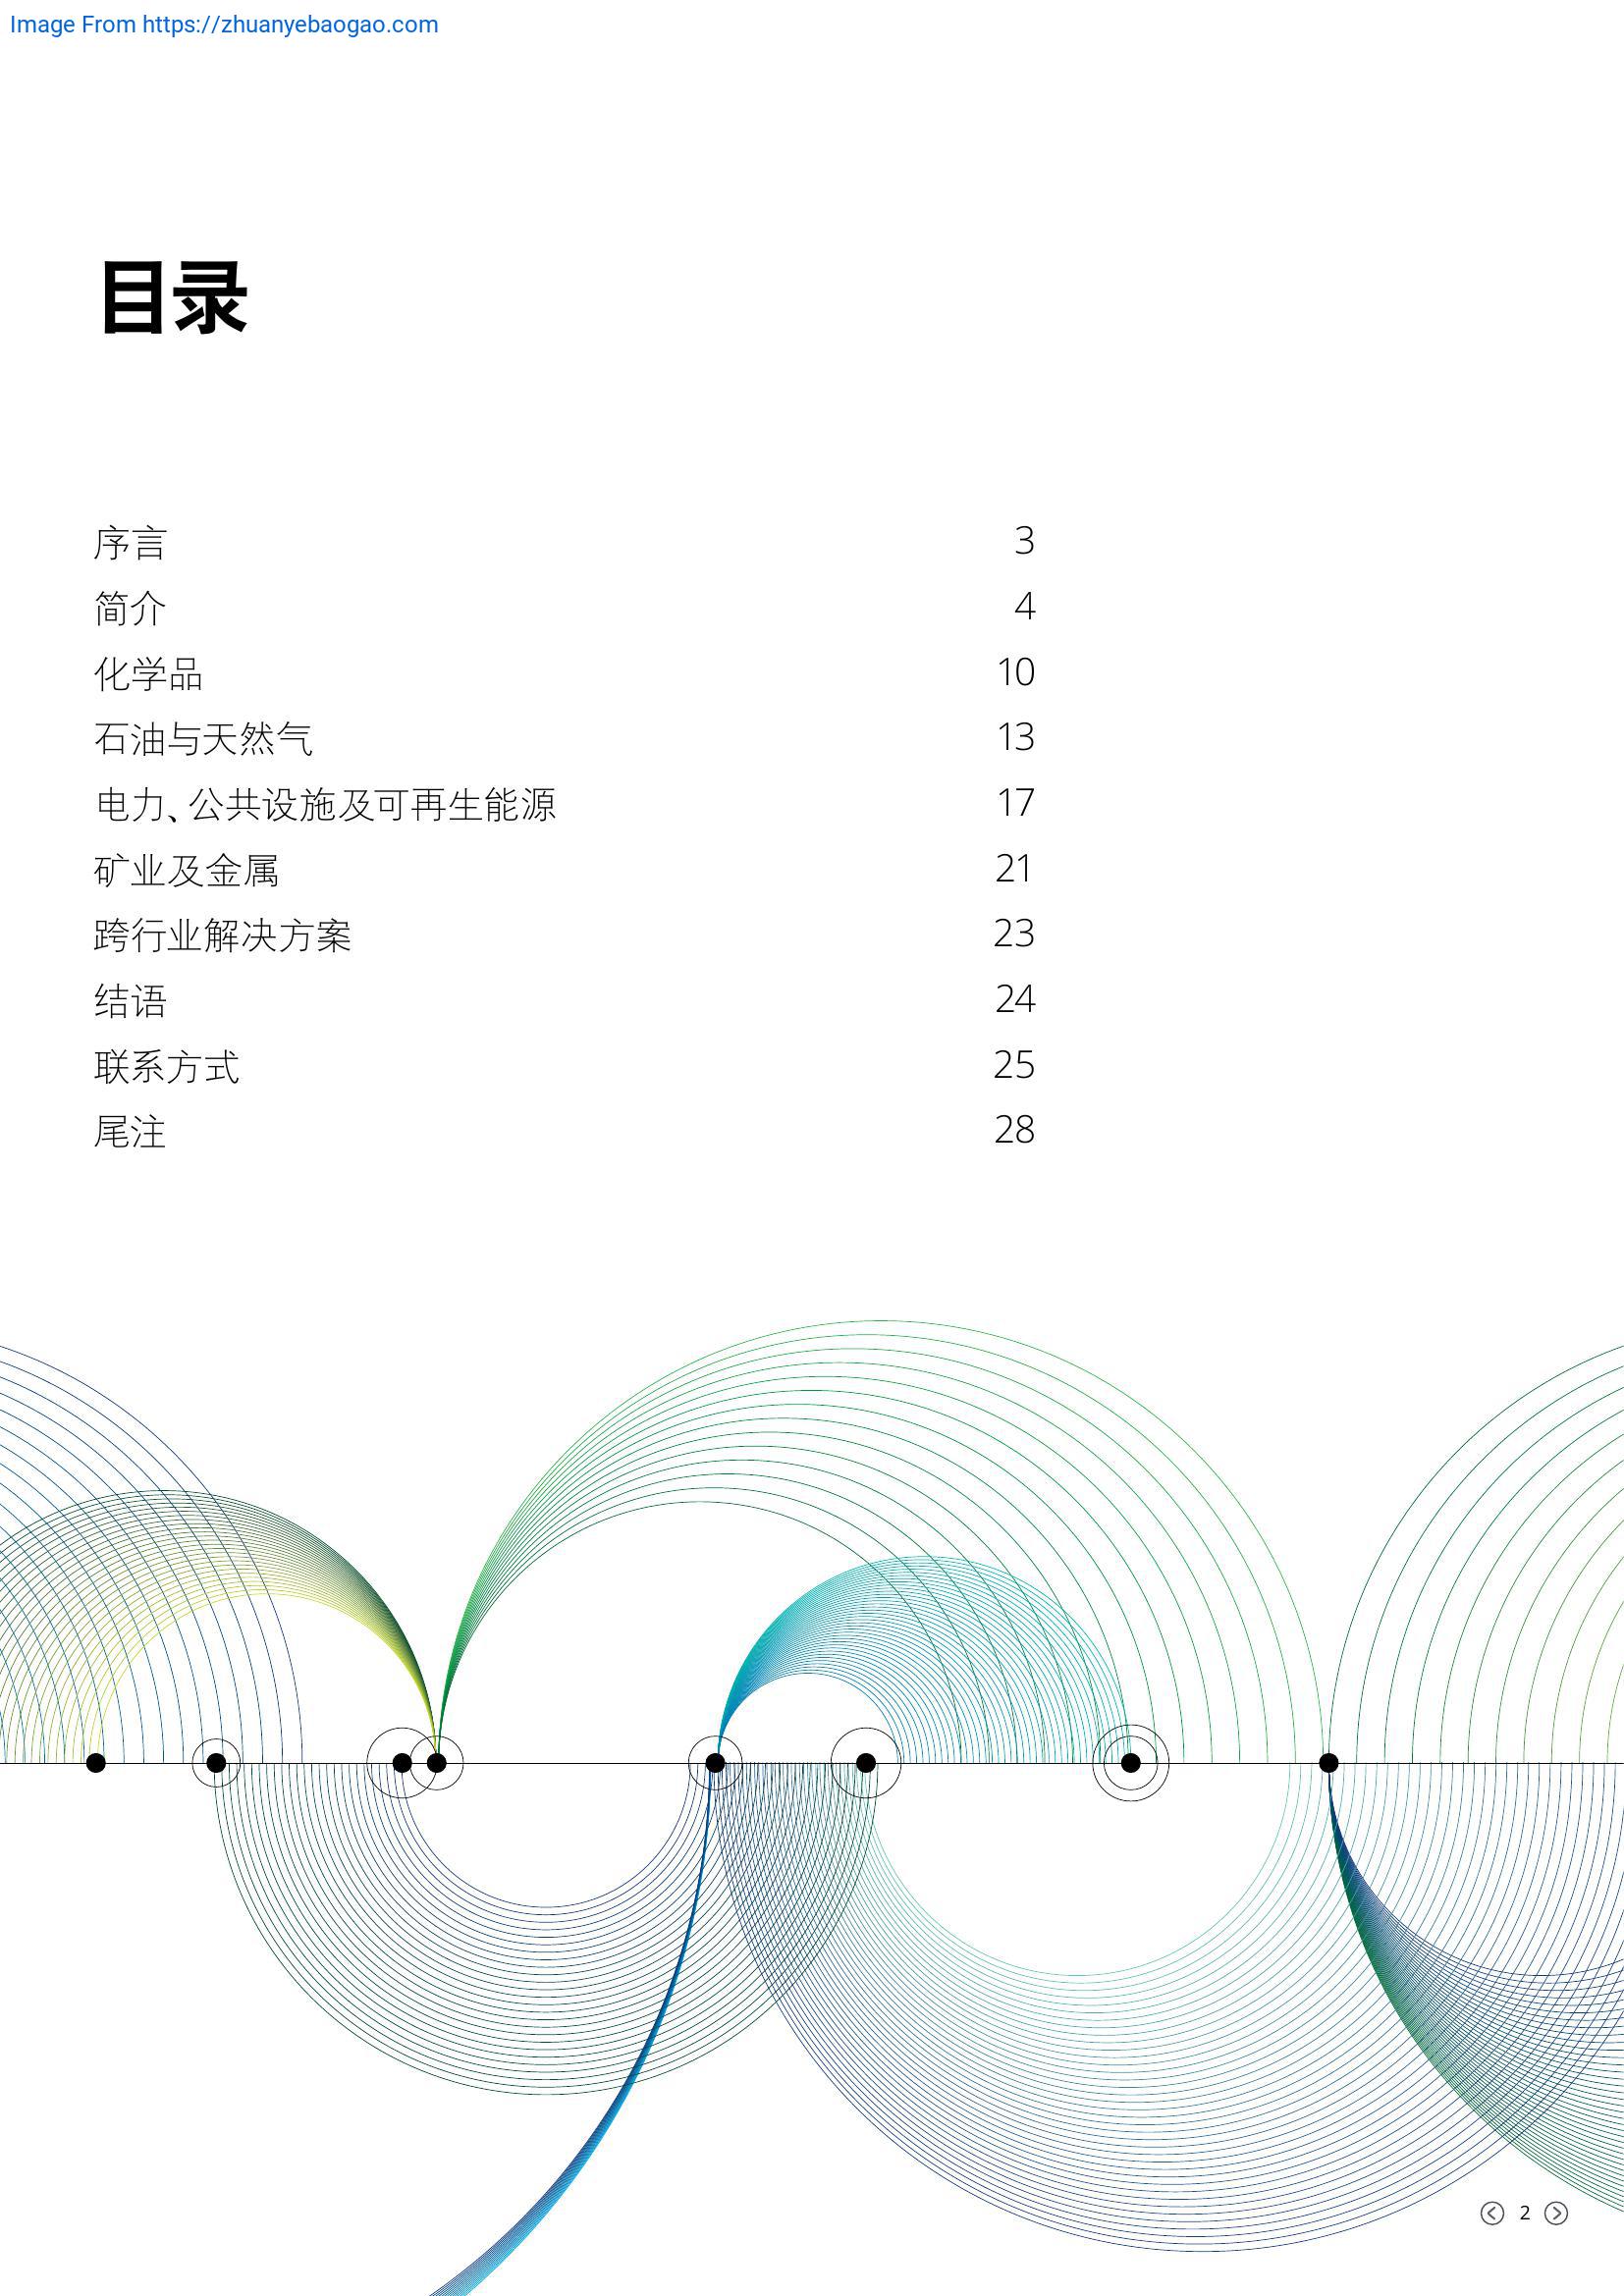 Image From https://zhuanyebaogao.com
目录
序言 3
简介 4
化学品 10
石油与天然气 13
电力、公共设施及可再生能源 17
矿业及金属 21
跨行业解决方案 23
结语 24
联系方式 25
尾注 28
2